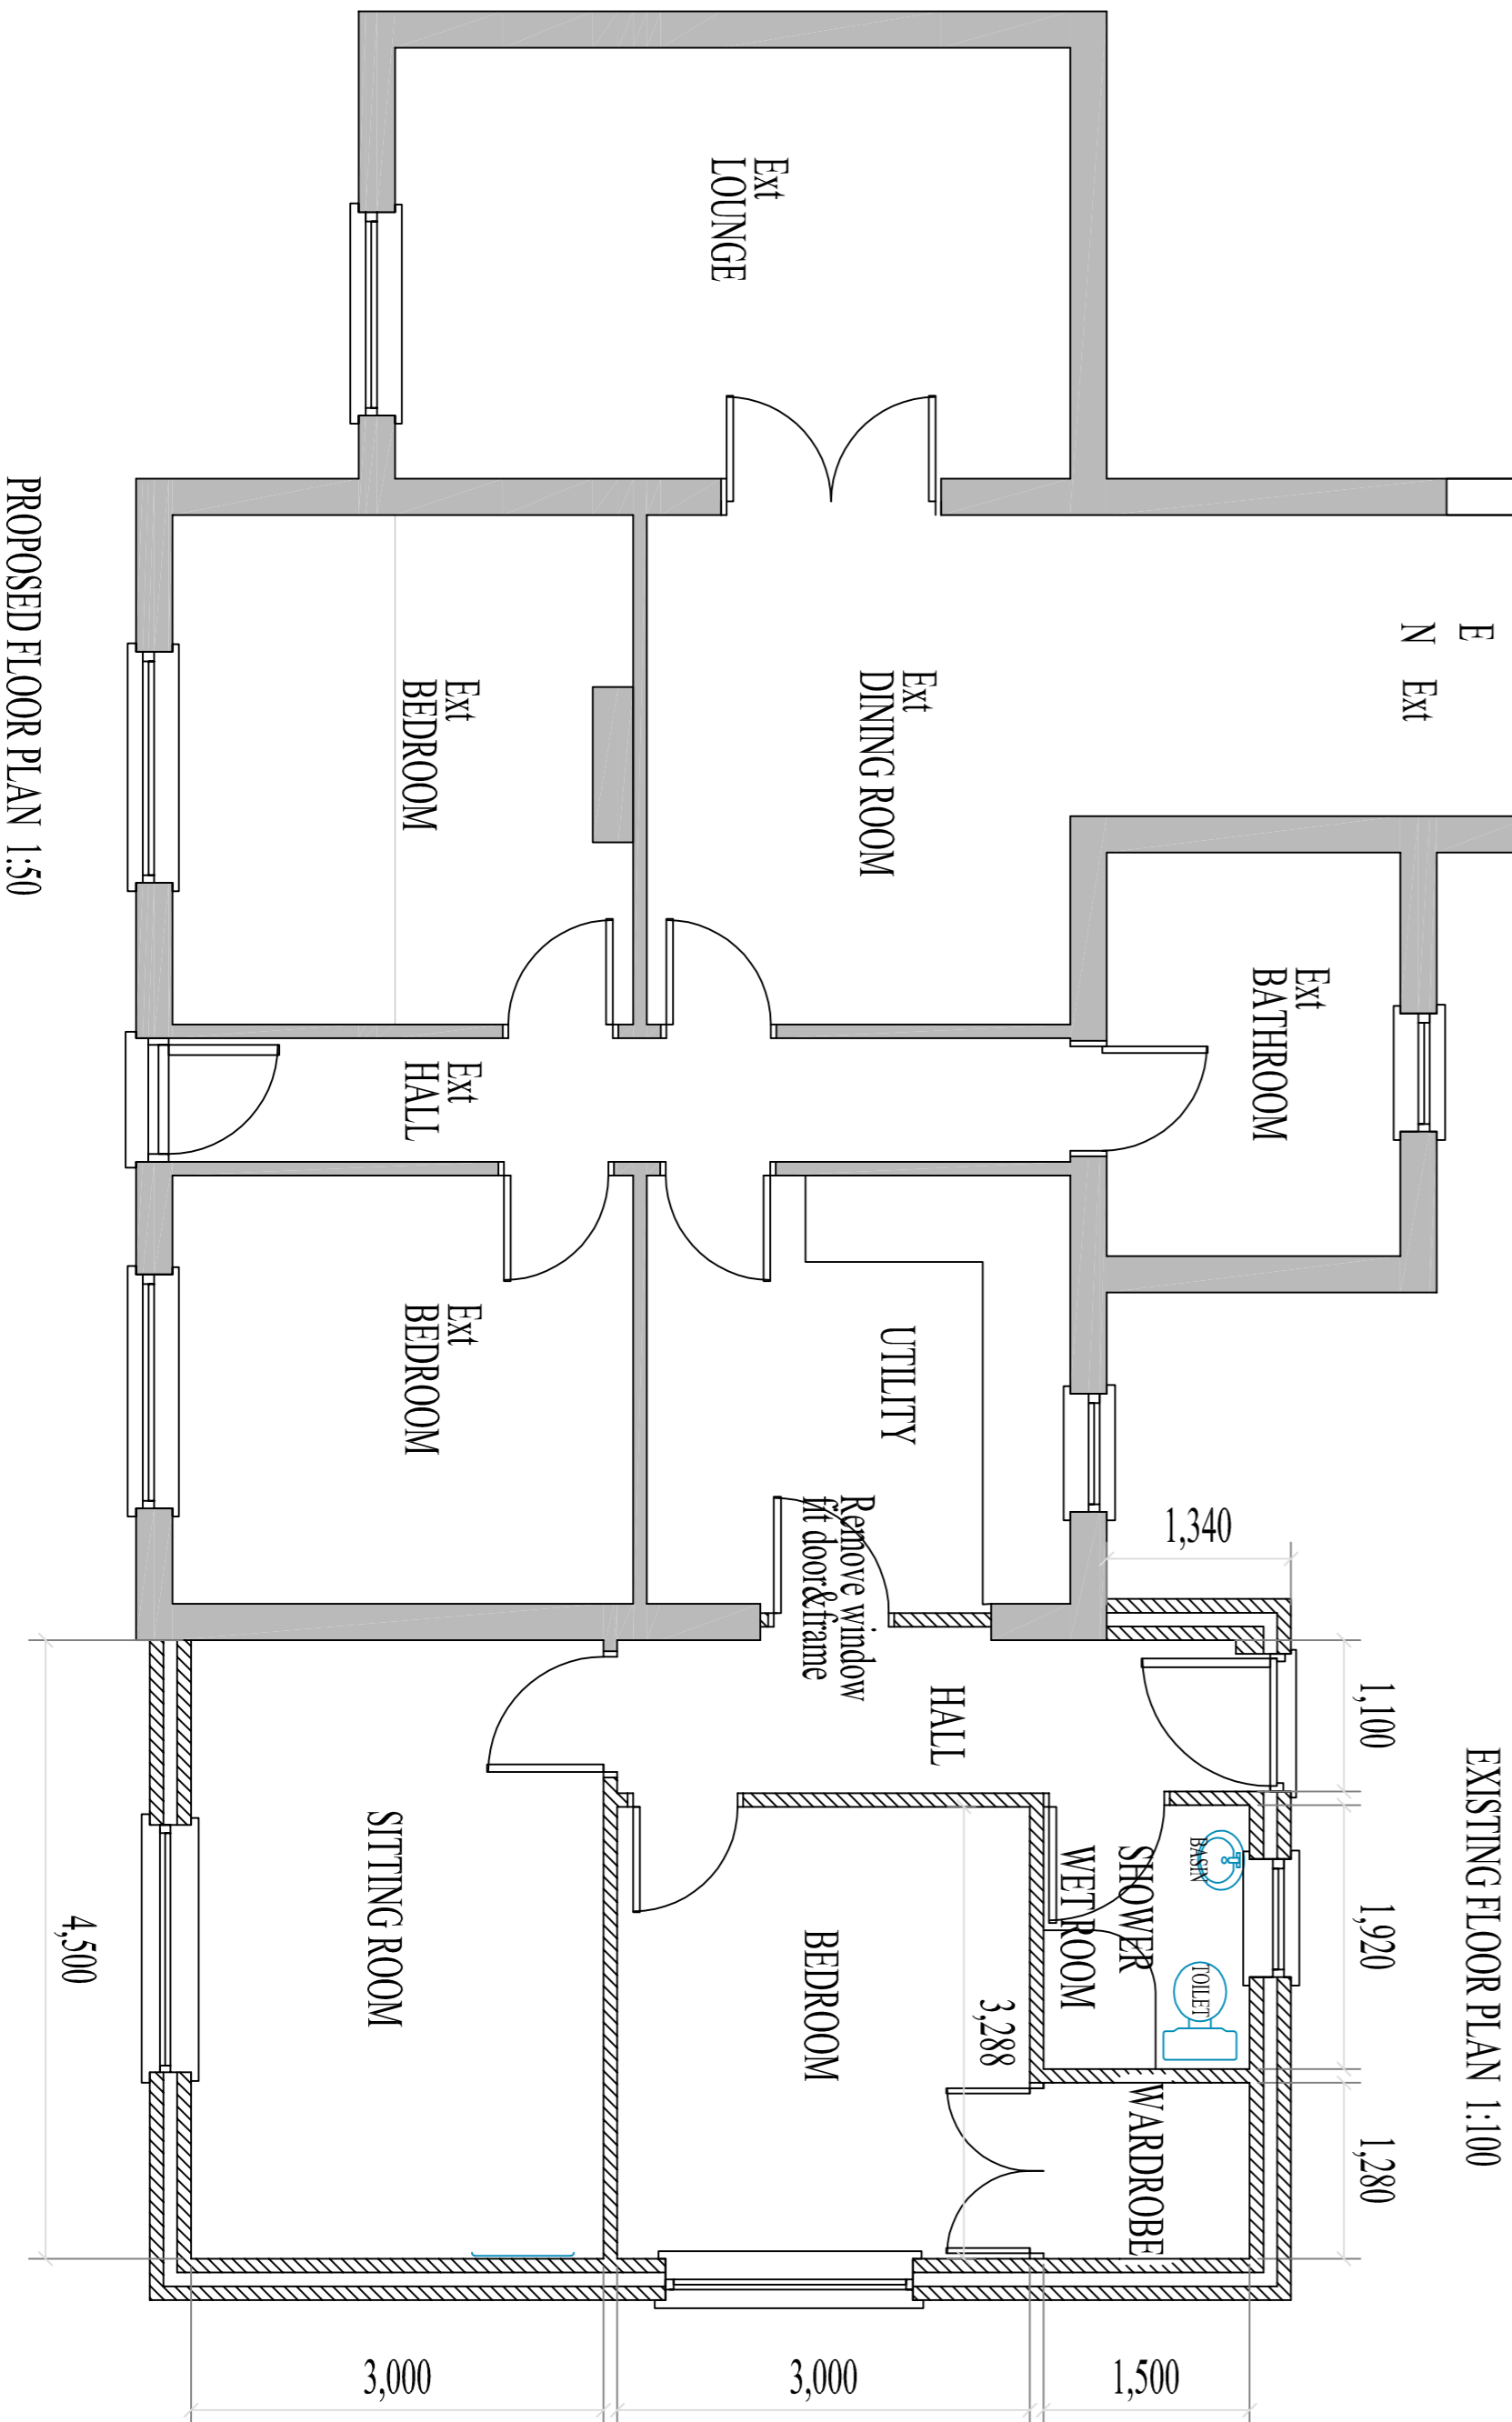 EXISTING FLOOR PLAN 1:100
E
N Ext
1,100
1,920
1,280
1,340
Ext
BATHROOM
BASIN
TOILET
SHOWER
WET ROOM
WARDROBE
1,500
Ext
LOUNGE
Ext
DINING ROOM
UTILITY
Remove window
fit door&frame
HALL
3,288
BEDROOM
3,000
Ext
BEDROOM
Ext
HALL
Ext
BEDROOM
SITTING ROOM
3,000
4,500
PROPOSED FLOOR PLAN 1:50